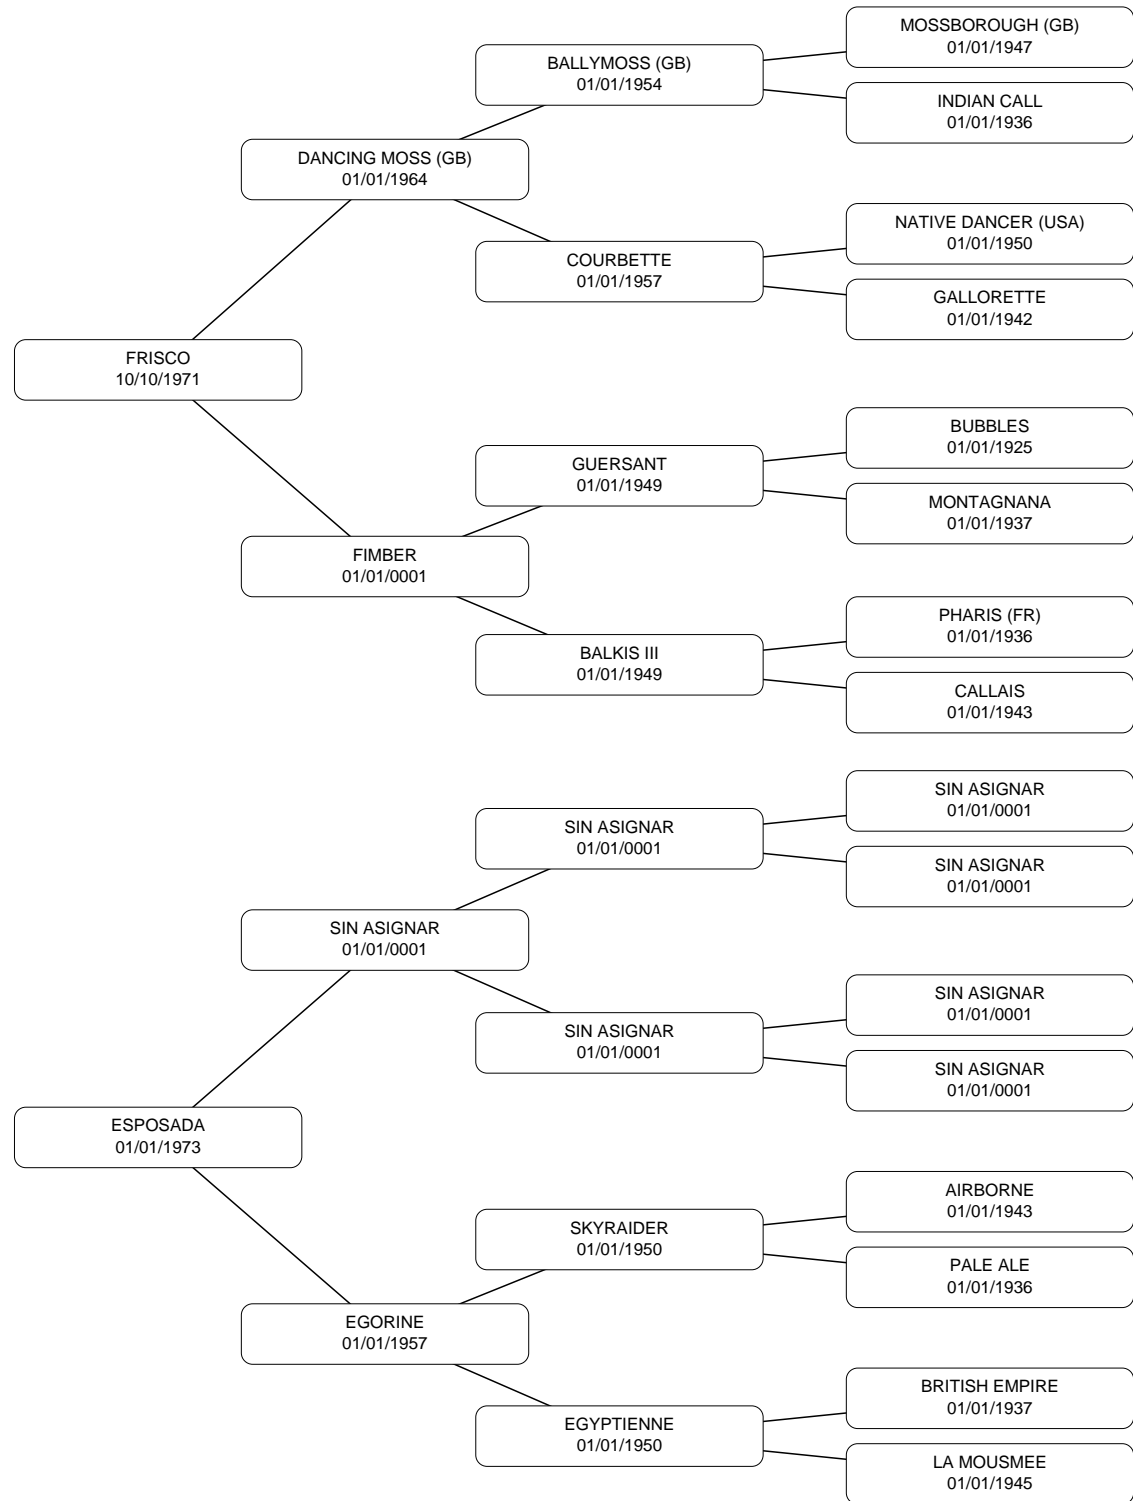 MOSSBOROUGH (GB)
01/01/1947
BALLYMOSS (GB)
01/01/1954
INDIAN CALL
01/01/1936
DANCING MOSS (GB)
01/01/1964
NATIVE DANCER (USA)
01/01/1950
COURBETTE
01/01/1957
GALLORETTE
01/01/1942
FRISCO
10/10/1971
BUBBLES
01/01/1925
GUERSANT
01/01/1949
MONTAGNANA
01/01/1937
FIMBER
01/01/0001
PHARIS (FR)
01/01/1936
BALKIS III
01/01/1949
CALLAIS
01/01/1943
SIN ASIGNAR
01/01/0001
SIN ASIGNAR
01/01/0001
SIN ASIGNAR
01/01/0001
SIN ASIGNAR
01/01/0001
SIN ASIGNAR
01/01/0001
SIN ASIGNAR
01/01/0001
SIN ASIGNAR
01/01/0001
ESPOSADA
01/01/1973
AIRBORNE
01/01/1943
SKYRAIDER
01/01/1950
PALE ALE
01/01/1936
EGORINE
01/01/1957
BRITISH EMPIRE
01/01/1937
EGYPTIENNE
01/01/1950
LA MOUSMEE
01/01/1945